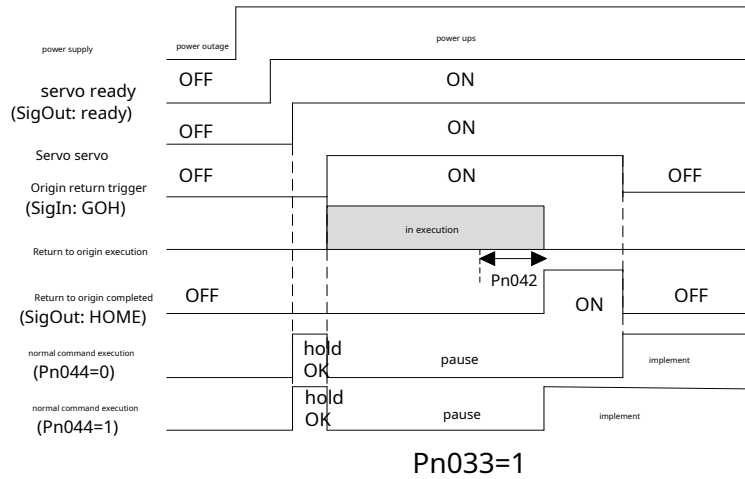 power supply
power outage
power ups
servo ready
(SigOut: ready)
OFF
ON
Servo servo
OFF
ON
Origin return trigger
(SigIn: GOH)
OFF
ON
OFF
Return to origin execution
in execution
Pn042
Return to origin completed
(SigOut: HOME)
OFF
ON
OFF
normal command execution
(Pn044=0)
hold
OK
pause
implement
normal command execution
(Pn044=1)
hold
OK
pause
implement
Pn033=1